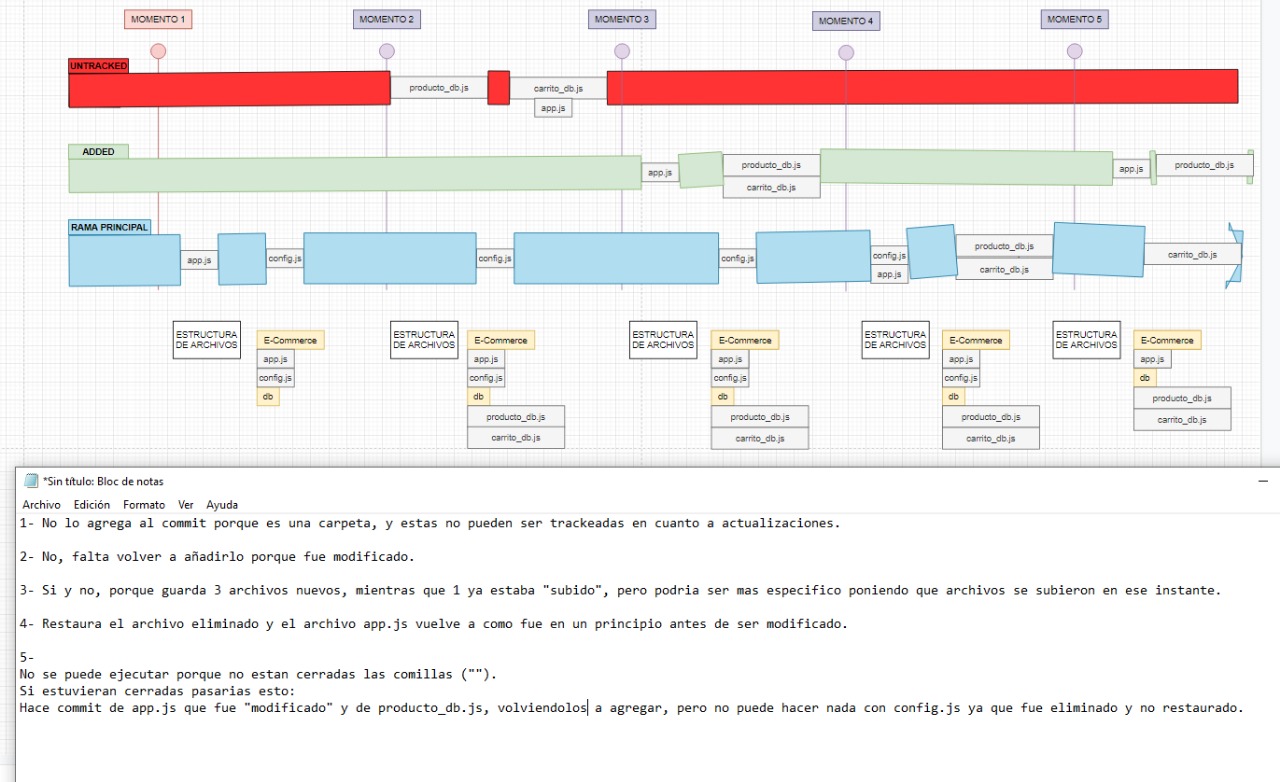 MOMENTO 1
MOMENTO 2
MOMENTO 3
MOMENTO 4
MOMENTO 5
UNTRACKED
producto_db.js
carrito_db.js
app.js
ADDED
app.js
producto_db.js
carrito_db.js
app.js
producto_db.js
RAMA PRINCIPAL
app.js
config.js
config.js
config.js
config.js
app.js
producto_db.js
carrito_db.js
carrito_db.js
ESTRUCTURA
DE ARCHIVOS
E-Commerce
app.js
config.js
db
ESTRUCTURA
DE ARCHIVOS
E-Commerce
app.js
config.js
db
producto_db.js
carrito_db.js
ESTRUCTURA
DE ARCHIVOS
E-Commerce
app.js
config.js
db
producto_db.js
carrito_db.js
ESTRUCTURA
DE ARCHIVOS
E-Commerce
app.js
config.js
db
producto_db.js
carrito_db.js
ESTRUCTURA
DE ARCHIVOS
E-Commerce
app.js
db
producto_db.js
carrito_db.js
*Sin título: Bloc de notas
Archivo Edición Formato Ver Ayuda
1- No lo agrega al commit porque es una carpeta, y estas no pueden ser trackeadas en cuanto a actualizaciones.
2- No, falta volver a añadirlo porque fue modificado.
3- Si y no, porque guarda 3 archivos nuevos, mientras que 1 ya estaba "subido", pero podria ser mas especifico poniendo que archivos se subieron en ese instante.
4- Restaura el archivo eliminado y el archivo app.js vuelve a como fue en un principio antes de ser modificado.
5-
No se puede ejecutar porque no estan cerradas las comillas ("").
Si estuvieran cerradas pasarias esto:
Hace commit de app.js que fue "modificado" y de producto_db.js, volviendolos a agregar, pero no puede hacer nada con config.js ya que fue eliminado y no restaurado.